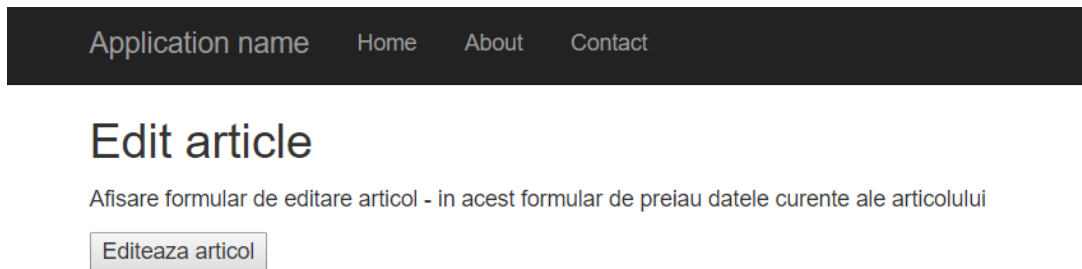 Application name Home About Contact
Edit article
Afisare formular de editare articol - in acest formular de preiau datele curente ale articolului
Editeaza articol